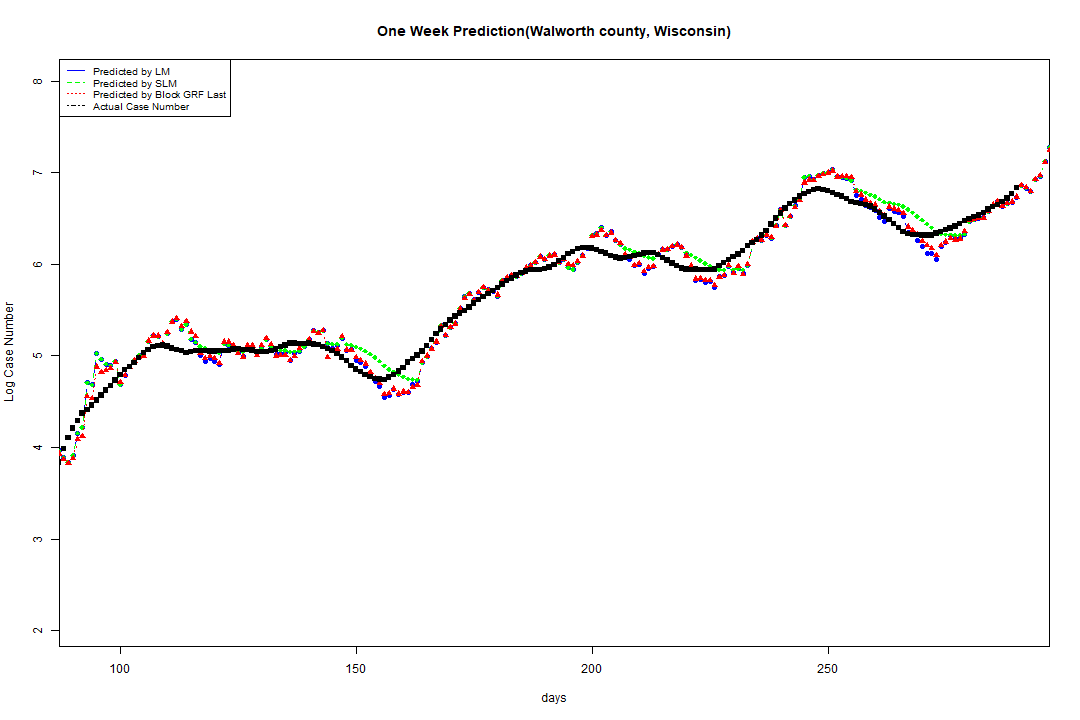 One Week Prediction(Walworth county, Wisconsin)
Predicted by LM
Predicted by SLM
Predicted by Block GRF Last
Actual Case Number
8
7
6
5
4
3
2
Log Case Number
100 150 200 250
days